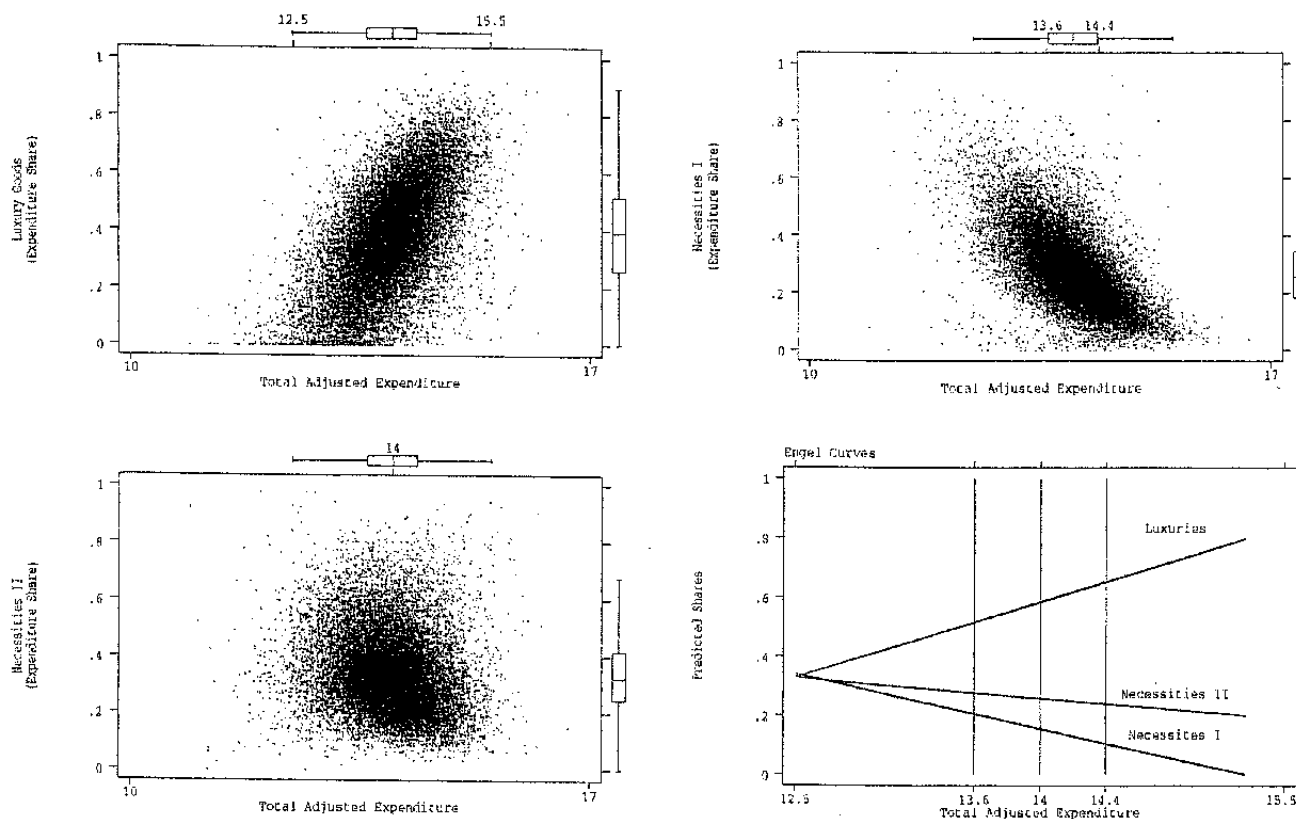 12.5 15.5
1
.8
.6
.4
.2
0
Luxury Goods
(Expenditure Share)
10 17
Total Adjusted Expenditure
13.6 14.4
1
.8
.6
.4
.2
0
Necessities I
(Expenditure Share)
10 17
Total Adjusted Expenditure
14
1
.8
.6
.4
.2
0
Necessities II
(Expenditure Share)
10 17
Total Adjusted Expenditure
Engel Curves
1
.8
.6
.4
.2
0
Predicted Shares
Luxuries
Necessities II
Necessites I
12.5 13.6 14 14.4 15.5
Total Adjusted Expenditure